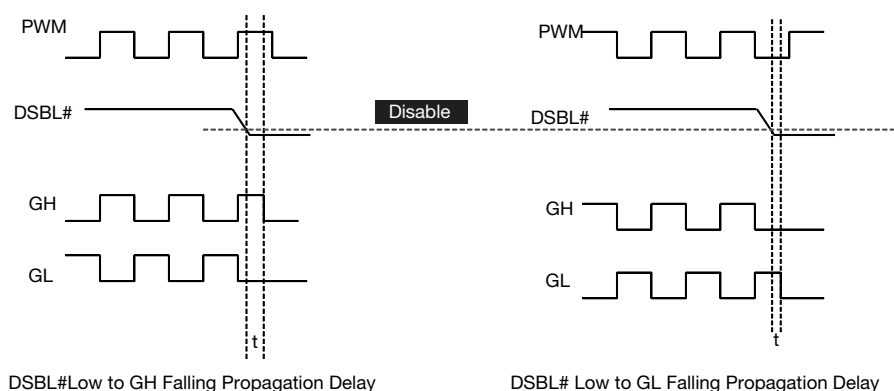 PWM
DSBL#
GH
GL
t
DSBL#Low to GH Falling Propagation Delay
Disable
PWM
DSBL#
GH
GL
t
DSBL# Low to GL Falling Propagation Delay